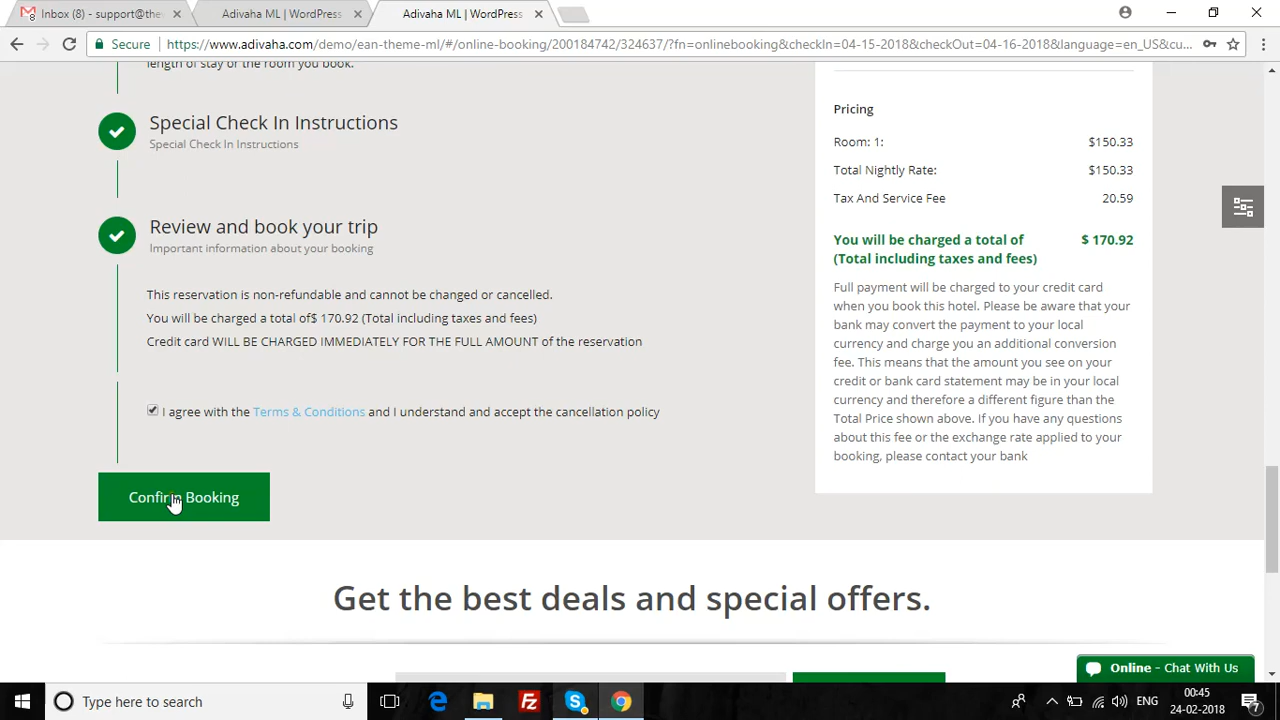 Inbox (8) - support@the
Adivaha ML | WordPress
Adivaha ML | WordPress
Secure
https://www.adivaha.com/demo/ean-theme-ml/#/online-booking/200184742/324637/?fn=onlinebooking&checkIn=04-15-2018&checkOut=04-16-2018&language=en_US&cu...
length of stay or the room you book.
Special Check In Instructions
Special Check In Instructions
Review and book your trip
Important information about your booking
This reservation is non-refundable and cannot be changed or cancelled.
You will be charged a total of$ 170.92 (Total including taxes and fees)
Credit card WILL BE CHARGED IMMEDIATELY FOR THE FULL AMOUNT of the reservation
I agree with the Terms & Conditions and I understand and accept the cancellation policy
Confirm Booking
Pricing
Room: 1: $150.33
Total Nightly Rate: $150.33
Tax And Service Fee 20.59
You will be charged a total of $ 170.92
(Total including taxes and fees)
Full payment will be charged to your credit card
when you book this hotel. Please be aware that your
bank may convert the payment to your local
currency and charge you an additional conversion
fee. This means that the amount you see on your
credit or bank card statement may be in your local
currency and therefore a different figure than the
Total Price shown above. If you have any questions
about this fee or the exchange rate applied to your
booking, please contact your bank
Get the best deals and special offers.
Online - Chat With Us
Type here to search
ENG
00:45
24-02-2018
7